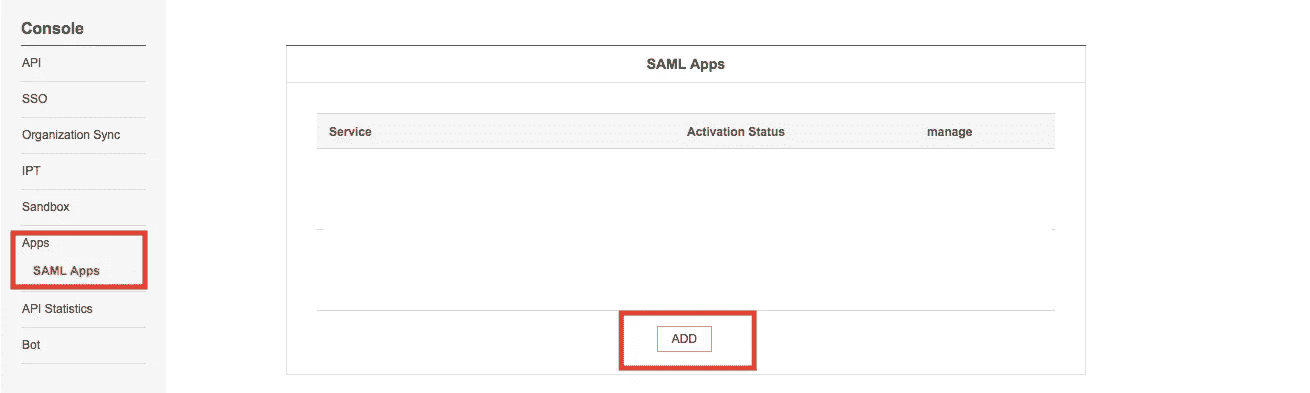 Console
API
SSO
Organization Sync
IPT
Sandbox
Apps
SAML Apps
API Statistics
Bot
SAML Apps
Service Activation Status manage
ADD